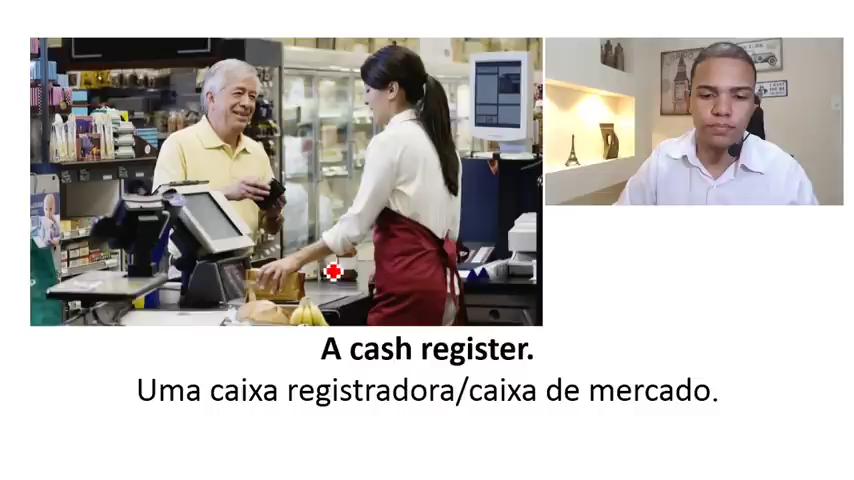 A cash register.
Uma caixa registradora/caixa de mercado.